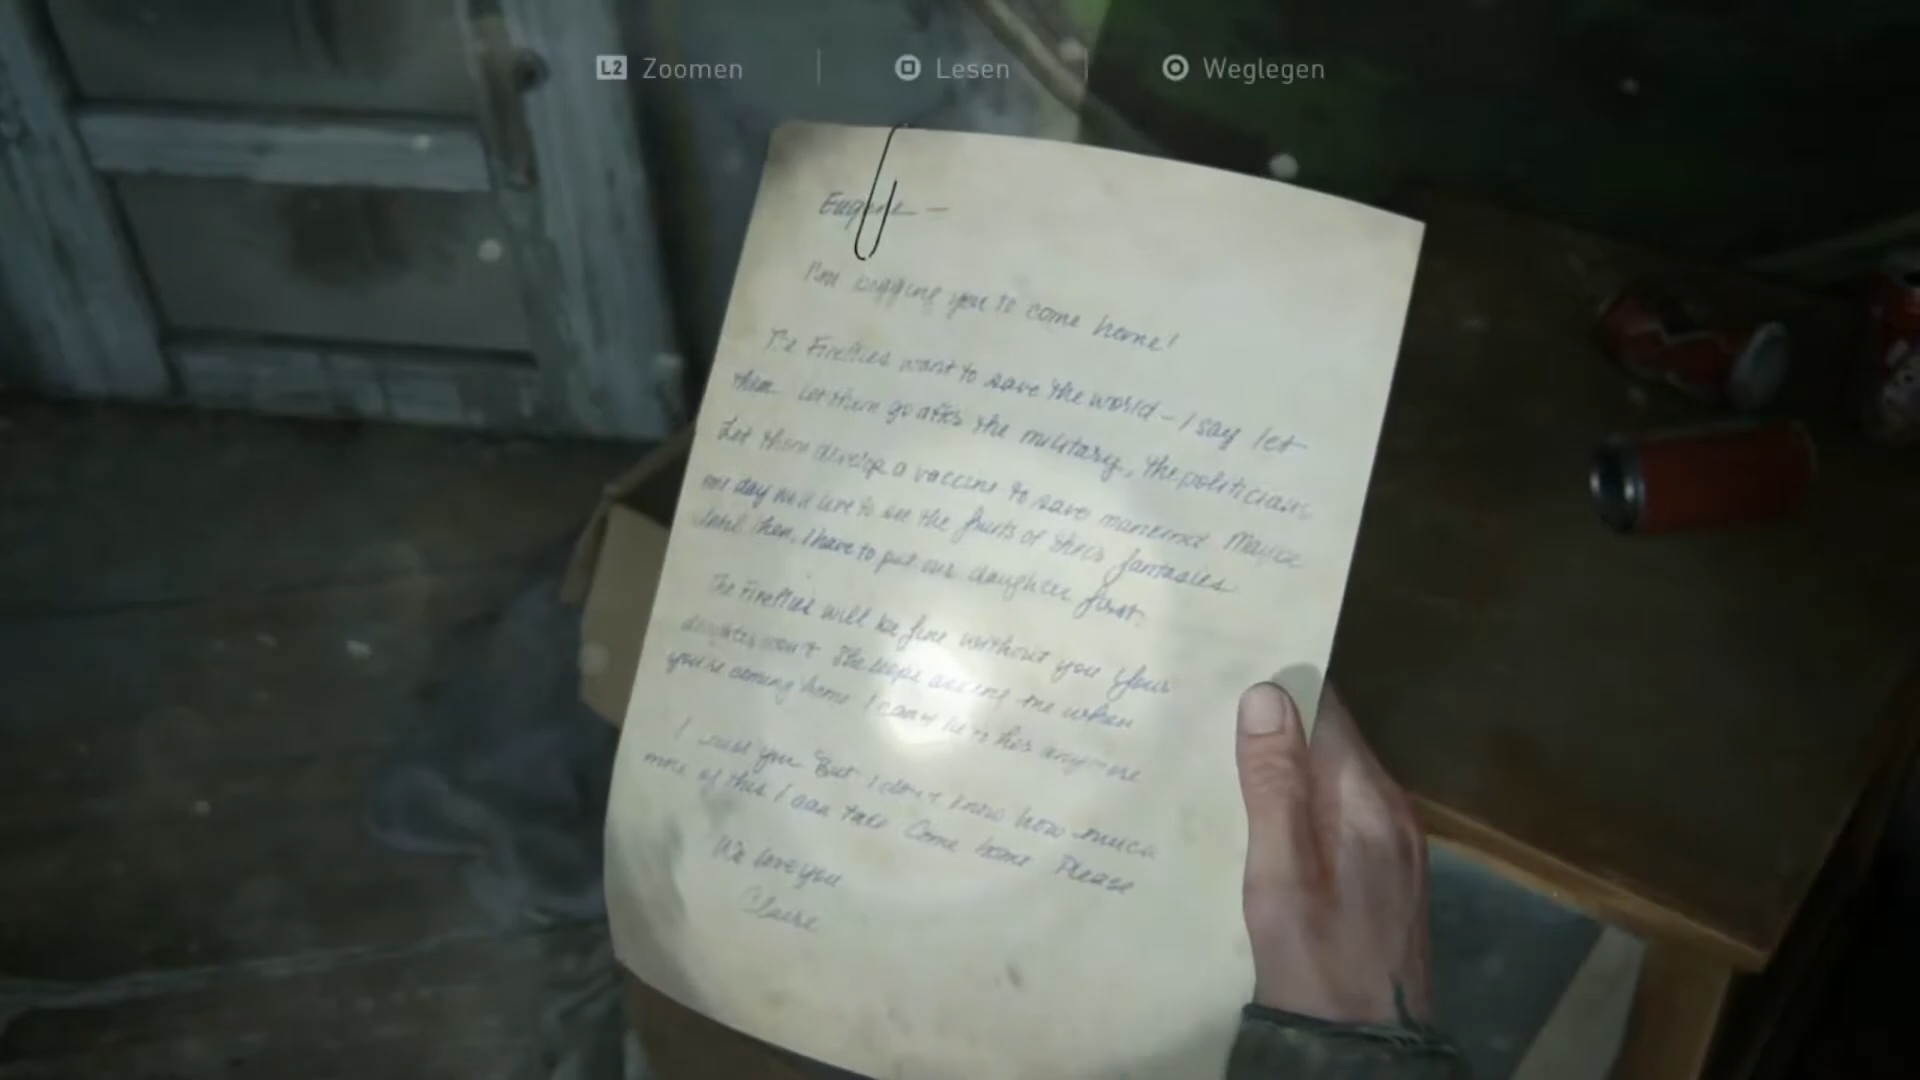 L2 Zoomen
Lesen
Weglegen
Eugene —
I'm begging you to come home!
The Fireflies want to save the world – I say let
them. Let them go after the military, the politicians
Let them develop a vaccine to save mankind Maybe
one day we'll live to see the fruits of their fantasies
Until then, I have to put our daughter first.
The Fireflies will be fine without you Your
daughter won't She keeps asking me when
you're coming home I can't lie to her anymore
I miss you But I don't know how much
more of this I can take Come home Please
We love you
Claire